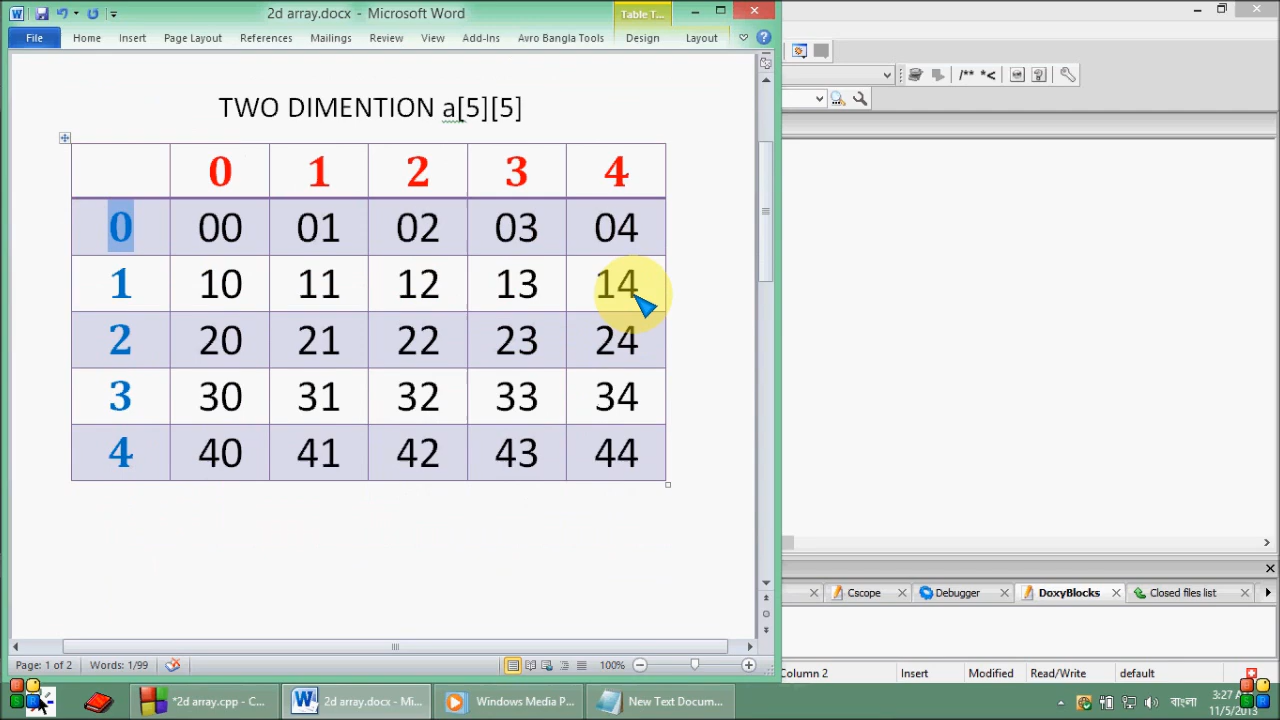 2d array.docx - Microsoft Word
Table T...
File Home Insert Page Layout References Mailings Review View Add-Ins Avro Bangla Tools Design Layout
/** *<
TWO DIMENTION a[5][5]
0 1 2 3 4
0 00 01 02 03 04
1 10 11 12 13 14
2 20 21 22 23 24
3 30 31 32 33 34
4 40 41 42 43 44
Cscope Debugger DoxyBlocks Closed files list
Page: 1 of 2 Words: 1/99 100%
Column 2 Insert Modified Read/Write default
*2d array.cpp - C... 2d array.docx - Mi... Windows Media P... New Text Docum... বাংলা 3:27 AM
11/5/2013